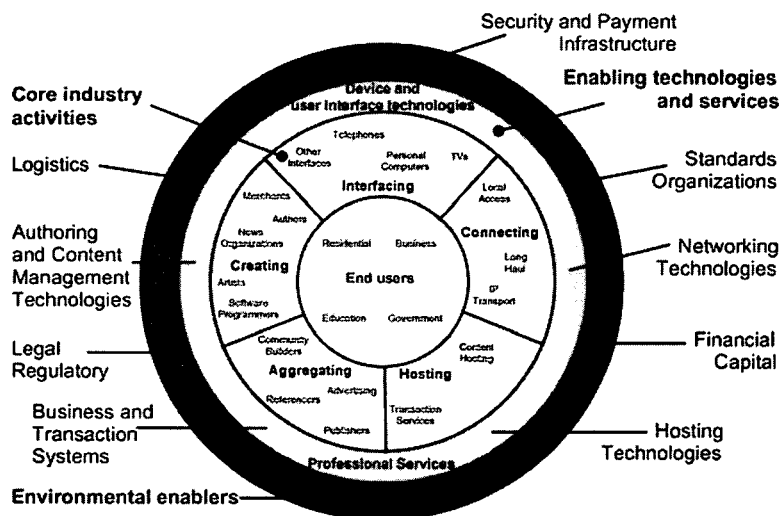 Security and Payment
Infrastructure
Enabling technologies
and services
Core industry
activities
Device and
user Interface technologies
Telephones
Other
Interfaces
Personal
Computers
TVs
Interfacing
Logistics
Standards
Organizations
Merchants
Authors
News
Organizations
Creating
Artists
Software
Programmers
Local
Access
Connecting
Long
Haul
IP
Transport
Residential
Business
End users
Education
Government
Authoring
and Content
Management
Technologies
Networking
Technologies
Legal
Regulatory
Financial
Capital
Community
Builders
Aggregating
Advertising
Referencers
Publishers
Content
Hosting
Hosting
Transaction
Services
Business and
Transaction
Systems
Hosting
Technologies
Professional Services
Environmental enablers